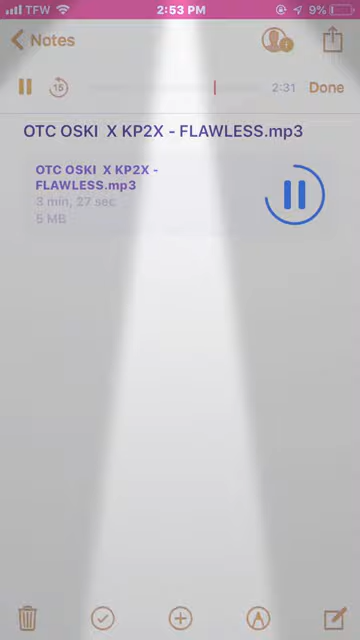 TFW 2:53 PM 9%
Notes
15 2:31 Done
OTC OSKI X KP2X - FLAWLESS.mp3
OTC OSKI X KP2X -
FLAWLESS.mp3
3 min, 27 sec
5 MB